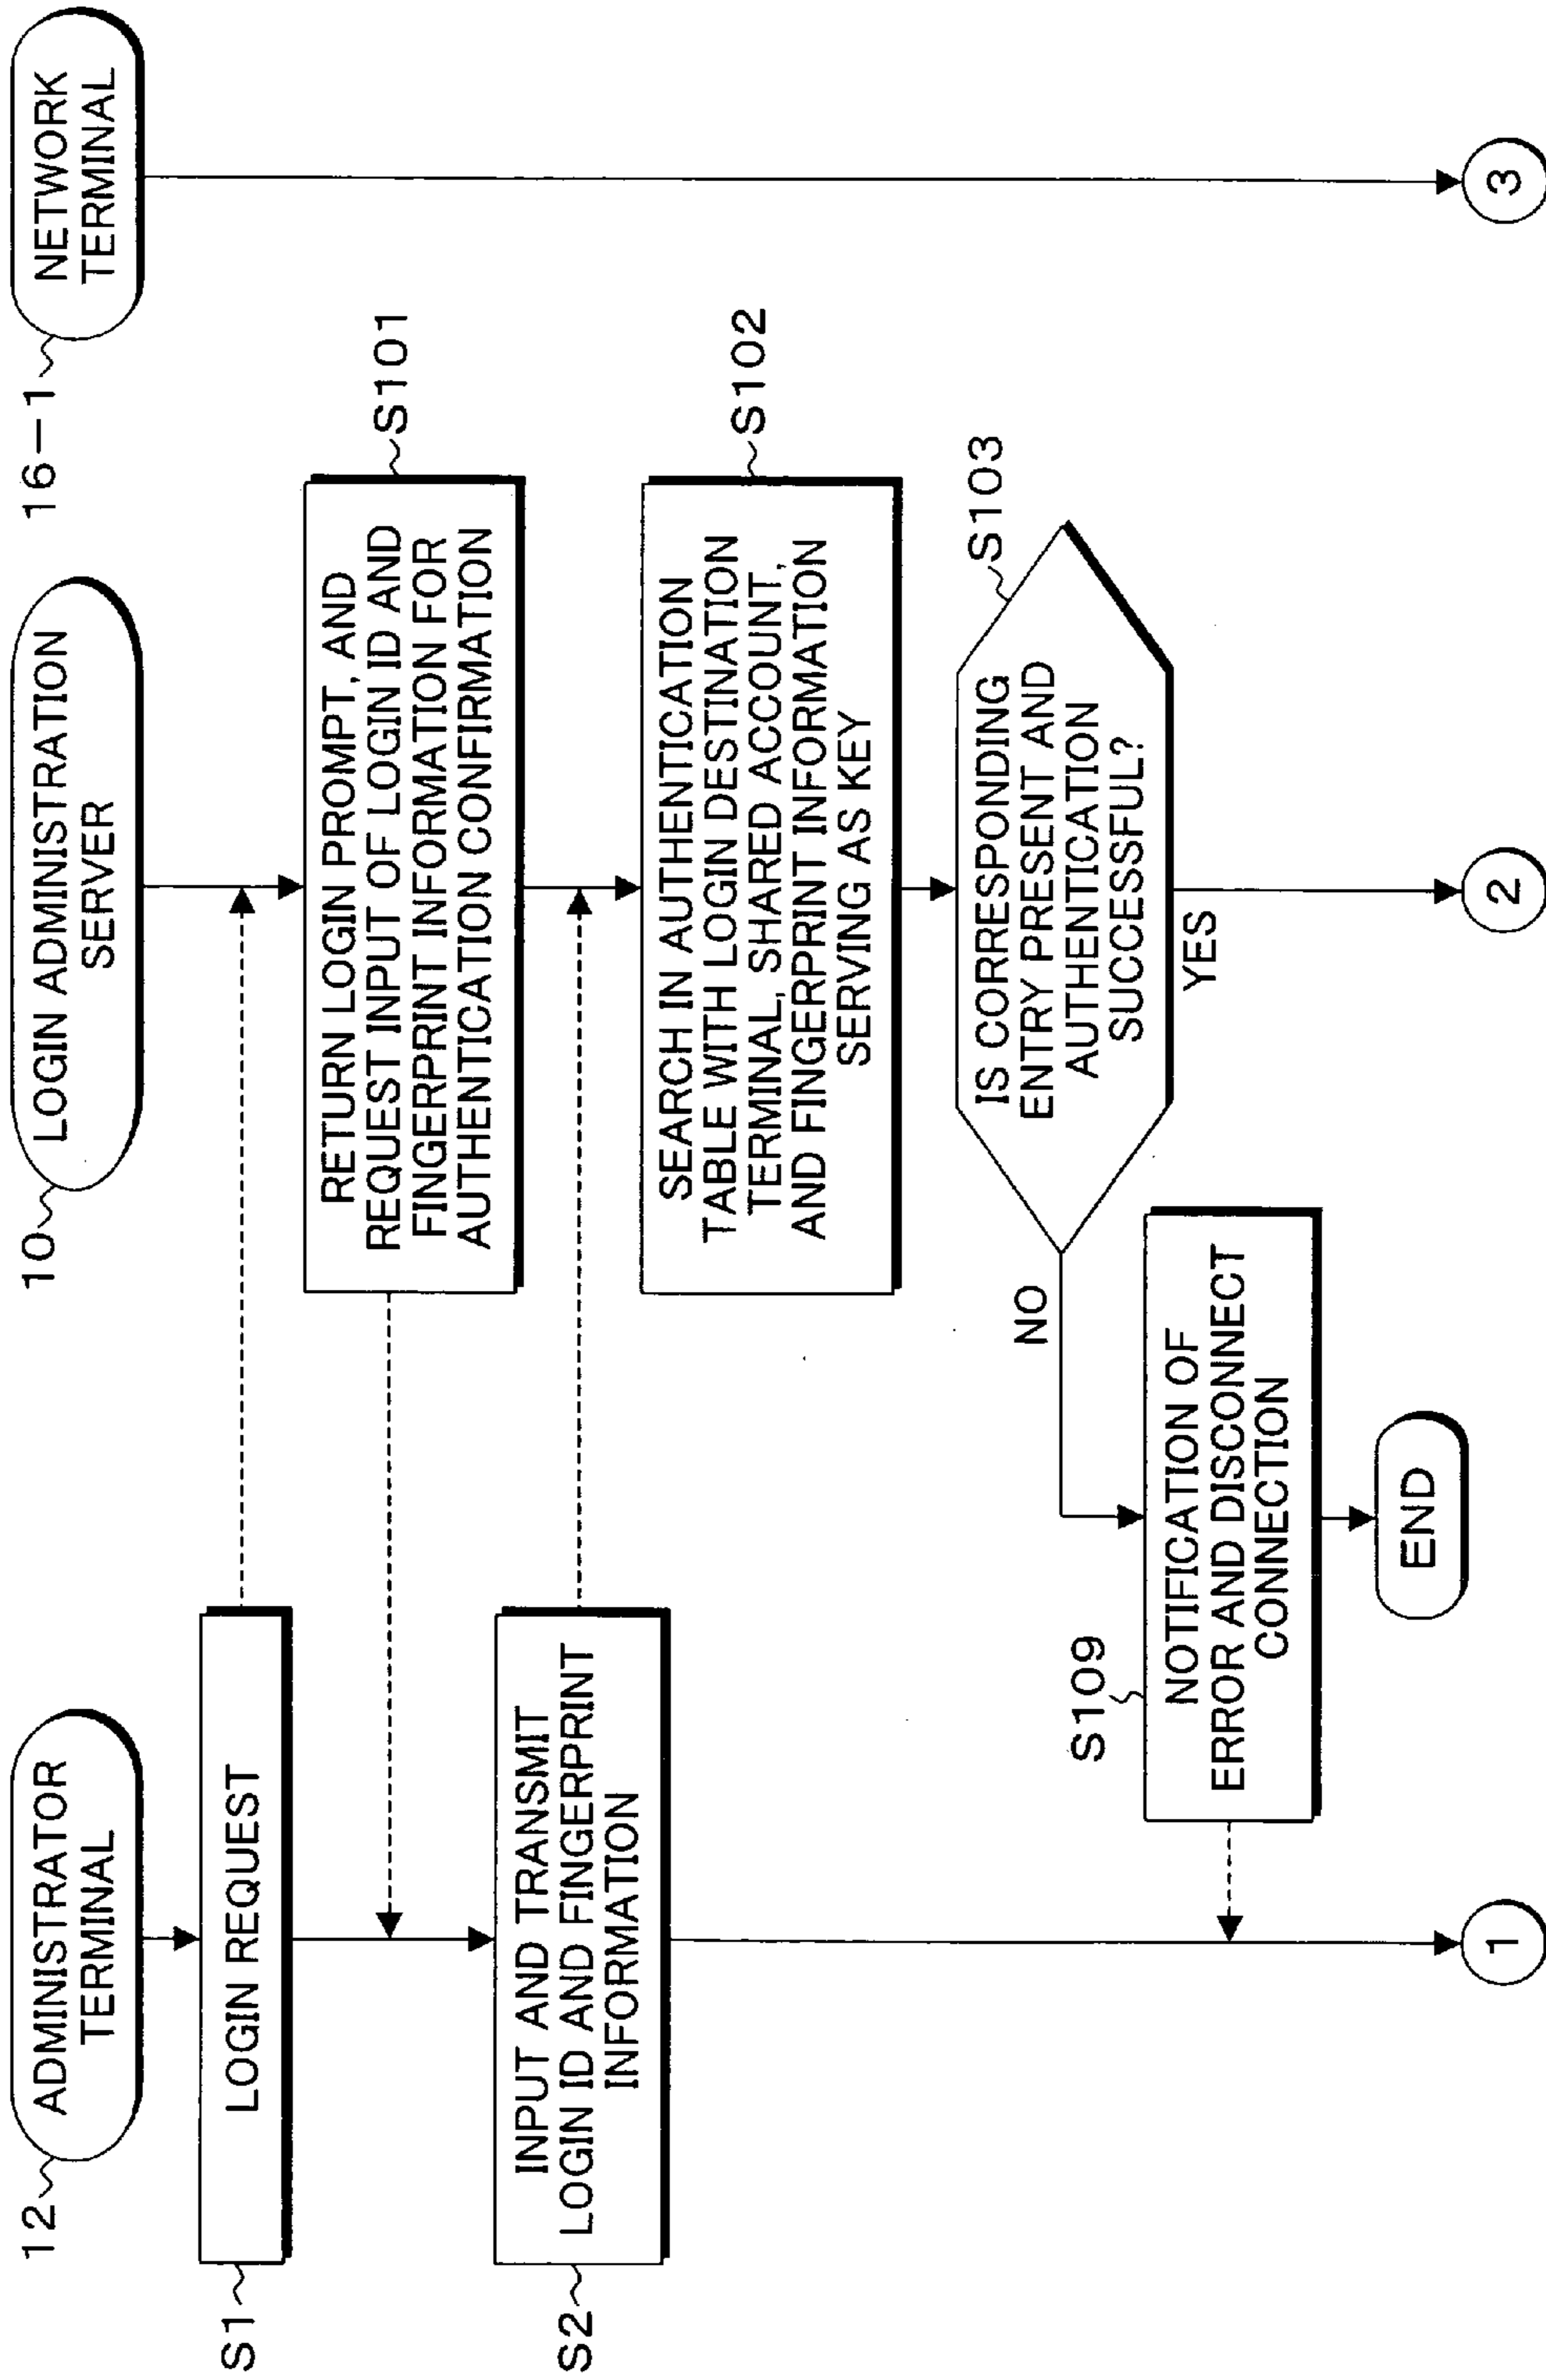 12
ADMINISTRATOR
TERMINAL
10
LOGIN ADMINISTRATION
SERVER
16-1
NETWORK
TERMINAL
S1
LOGIN REQUEST
RETURN LOGIN PROMPT, AND
REQUEST INPUT OF LOGIN ID AND
FINGERPRINT INFORMATION FOR
AUTHENTICATION CONFIRMATION
S101
S2
INPUT AND TRANSMIT
LOGIN ID AND FINGERPRINT
INFORMATION
SEARCH IN AUTHENTICATION
TABLE WITH LOGIN DESTINATION
TERMINAL, SHARED ACCOUNT,
AND FINGERPRINT INFORMATION
SERVING AS KEY
S102
S103
IS CORRESPONDING
ENTRY PRESENT AND
AUTHENTICATION
SUCCESSFUL?
NO
YES
S109
NOTIFICATION OF
ERROR AND DISCONNECT
CONNECTION
END
1
2
3